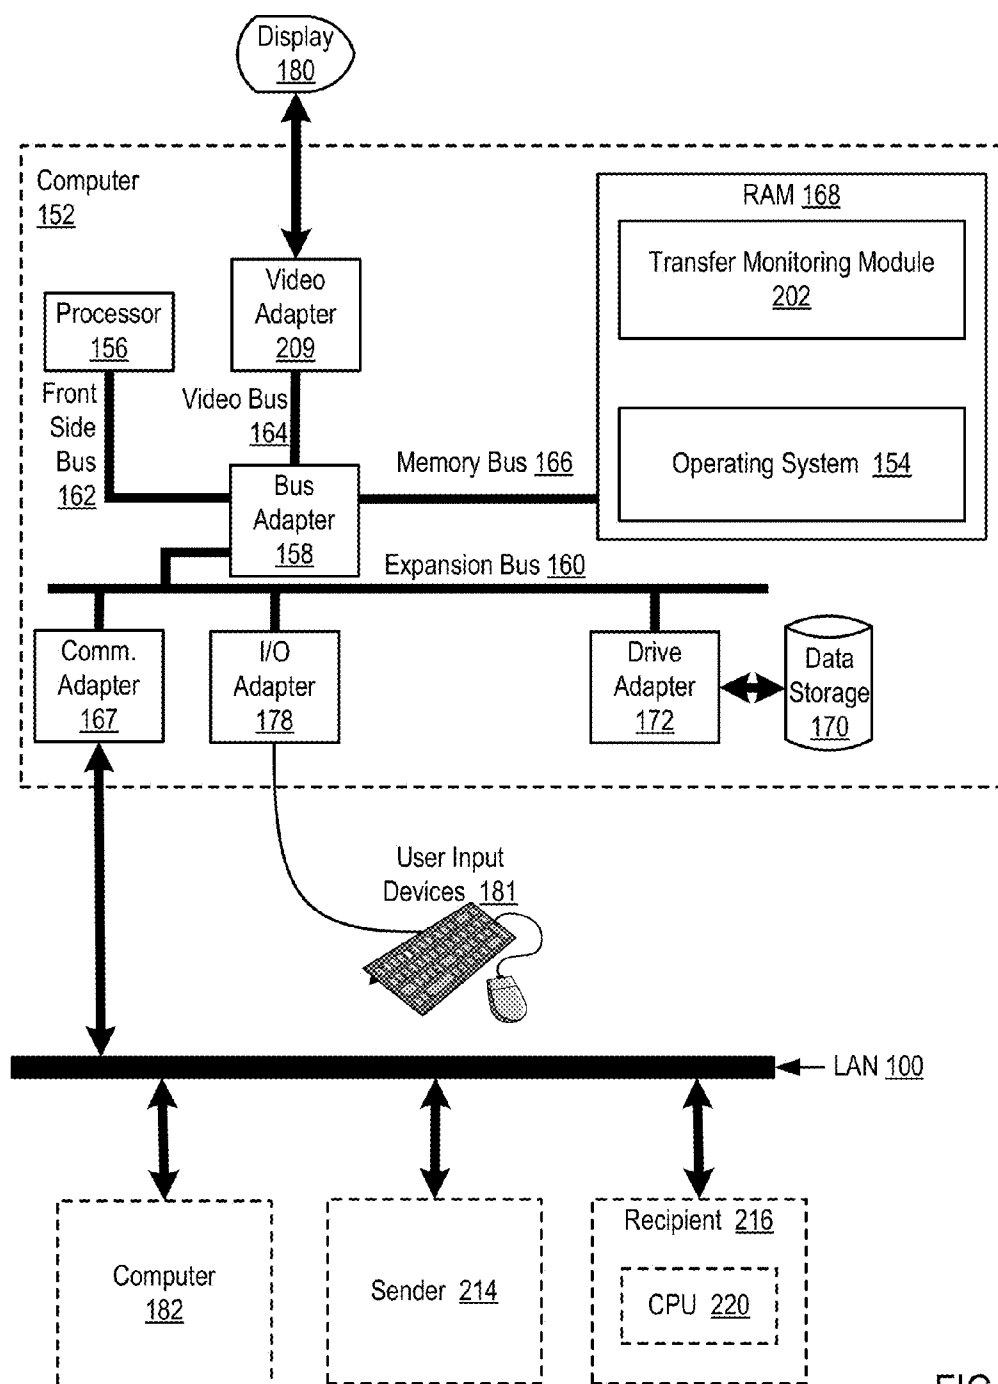 Display
180
Computer
152
RAM 168
Transfer Monitoring Module
202
Video
Adapter
209
Processor
156
Front
Side
Bus
162
Video Bus
164
Memory Bus 166
Operating System 154
Bus
Adapter
158
Expansion Bus 160
Comm.
Adapter
167
I/O
Adapter
178
Drive
Adapter
172
Data
Storage
170
User Input
Devices 181
LAN 100
Computer
182
Sender 214
Recipient 216
CPU 220
FIG